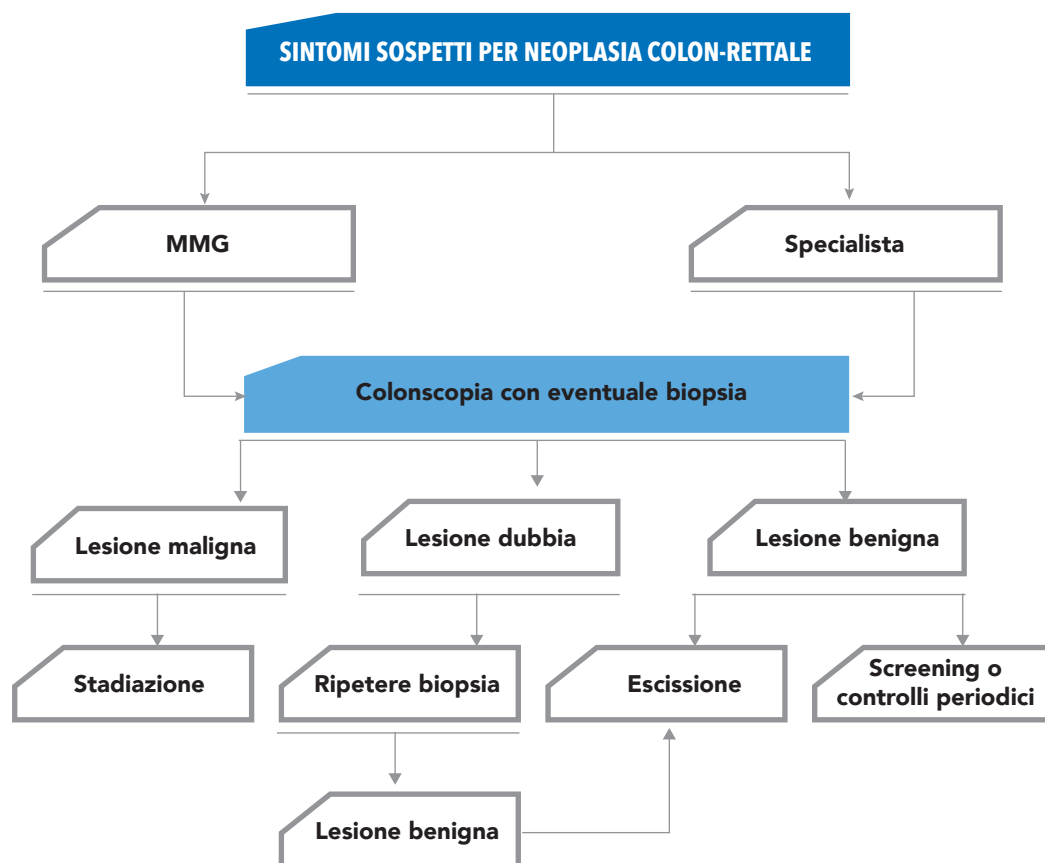 SINTOMI SOSPETTI PER NEOPLASIA COLON-RETTALE
MMG
Specialista
Colonscopia con eventuale biopsia
Lesione maligna
Lesione dubbia
Lesione benigna
Stadiazione
Ripetere biopsia
Escissione
Screening o
controlli periodici
Lesione benigna